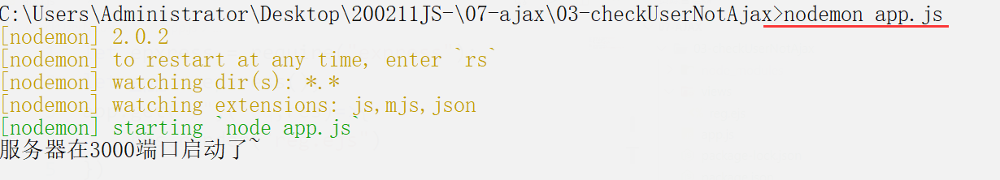 C:\Users\Administrator\Desktop\200211JS-\07-ajax\03-checkUserNotAjax>nodemon app.js
[nodemon] 2.0.2
[nodemon] to restart at any time, enter `rs`
[nodemon] watching dir(s): *.*
[nodemon] watching extensions: js,mjs,json
[nodemon] starting `node app.js`
服务器在3000端口启动了~